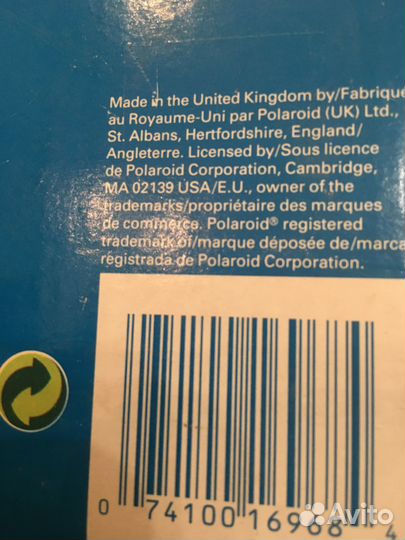 Made in the United Kingdom by/Fabriqué
au Royaume-Uni par Polaroid (UK) Ltd.,
St. Albans, Hertfordshire, England/
Angleterre. Licensed by/Sous licence
de Polaroid Corporation, Cambridge,
MA 02139 USA/E.U., owner of the
trademarks/propriétaire des marques
de commerce. Polaroid® registered
trademark of/marque déposée de/marca
registrada de Polaroid Corporation.
0 74100 16968 4
Avito